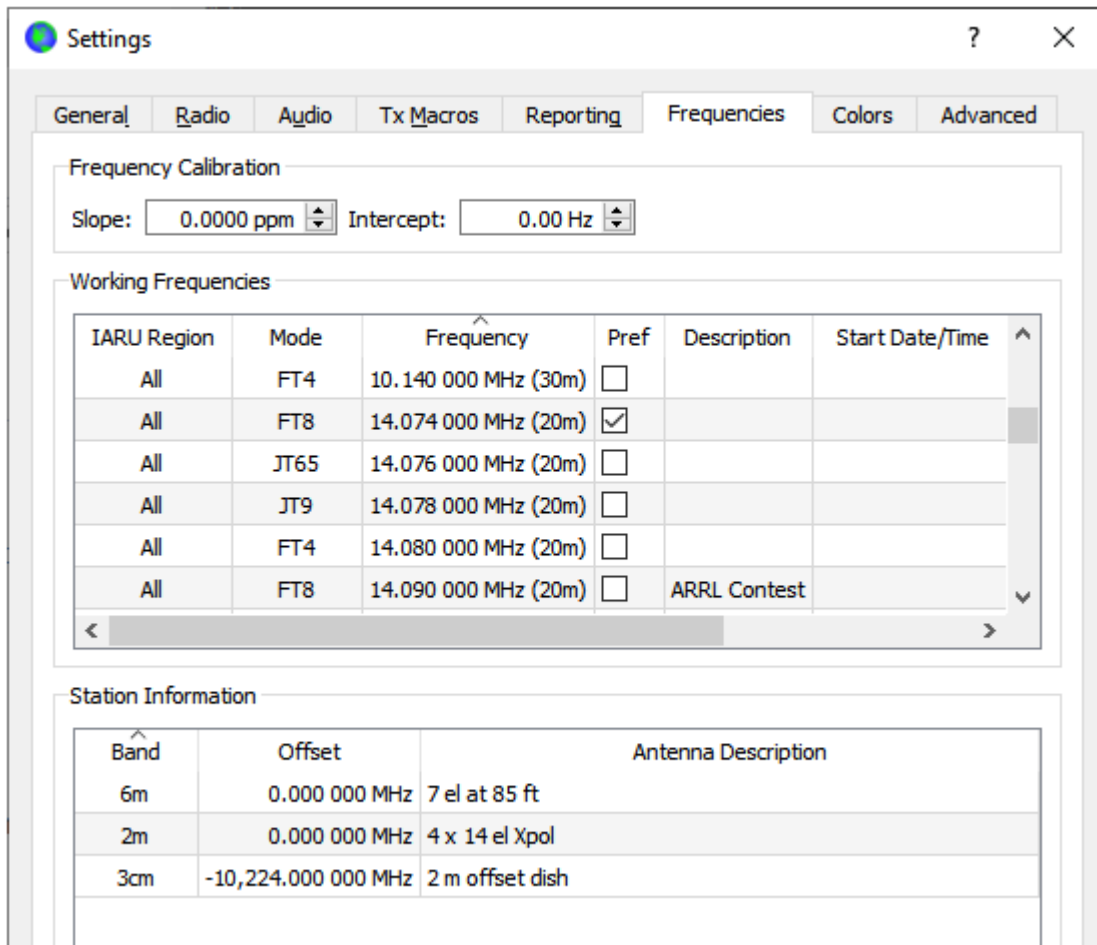 Settings ?
General Radio Audio Tx Macros Reporting Frequencies Colors Advanced
Frequency Calibration
Slope: 0.0000 ppm Intercept: 0.00 Hz
Working Frequencies
IARU Region Mode Frequency Pref Description Start Date/Time
All FT4 10.140 000 MHz (30m)
All FT8 14.074 000 MHz (20m)
All JT65 14.076 000 MHz (20m)
All JT9 14.078 000 MHz (20m)
All FT4 14.080 000 MHz (20m)
All FT8 14.090 000 MHz (20m) ARRL Contest
Station Information
Band Offset Antenna Description
6m 0.000 000 MHz 7 el at 85 ft
2m 0.000 000 MHz 4 x 14 el Xpol
3cm -10,224.000 000 MHz 2 m offset dish